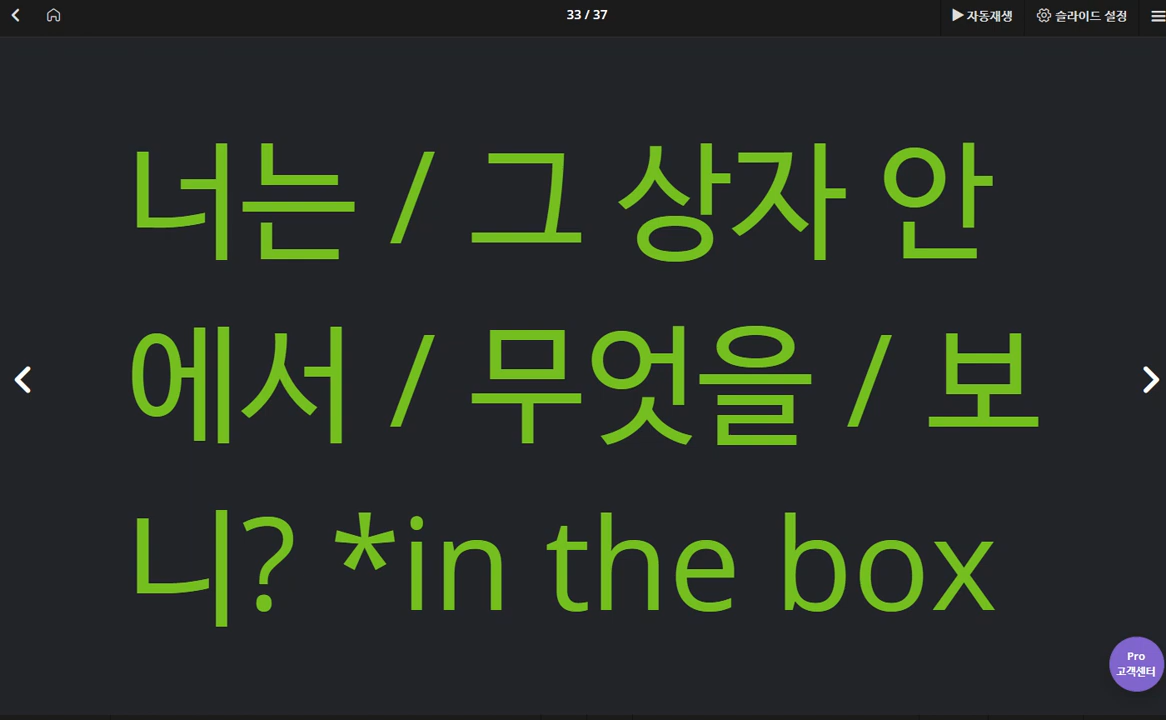 33 / 37
자동재생
슬라이드 설정
너는 / 그 상자 안
에서 / 무엇을 / 보
니? *in the box
Pro
고객센터